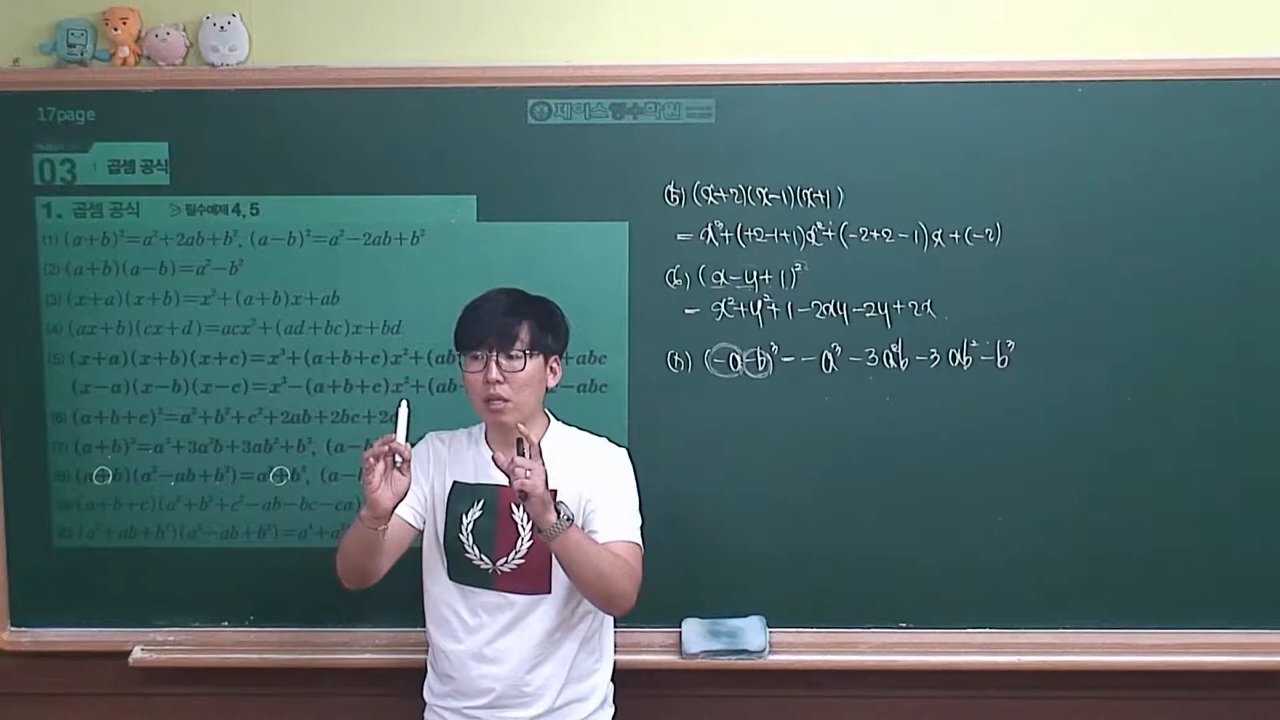 17page
제이스영수학원
03 곱셈 공식
1. 곱셈 공식 > 필수예제 4, 5
(1) (a+b)²=a²+2ab+b², (a−b)²=a²−2ab+b²
(2) (a+b)(a−b)=a²−b²
(3) (x+a)(x+b)=x²+(a+b)x+ab
(4) (ax+b)(cx+d)=acx²+(ad+bc)x+bd
(5) (x+a)(x+b)(x+c)=x³+(a+b+c)x²+(ab +abc
(x−a)(x−b)(x−c)=x³−(a+b+c)x²+(ab −abc
(6) (a+b+c)²=a²+b²+c²+2ab+2bc+2c
(7) (a+b)³=a³+3a²b+3ab²+b³, (a−b
(8) (a+b)(a²−ab+b²)=a³+b³, (a−b
(9) (a+b+c)(a²+b²+c²−ab−bc−ca)
(a²+ab+b²)(a²−ab+b²)=a⁴+a²
(5) (x+2)(x−1)(x+1)
= x³+(+2−1+1)x²+(−2+2−1)x+(−2)
(6) (x−y+1)²
= x²+y²+1−2xy−2y+2x
(7) (−a−b)³=−a³−3a²b−3ab²−b³